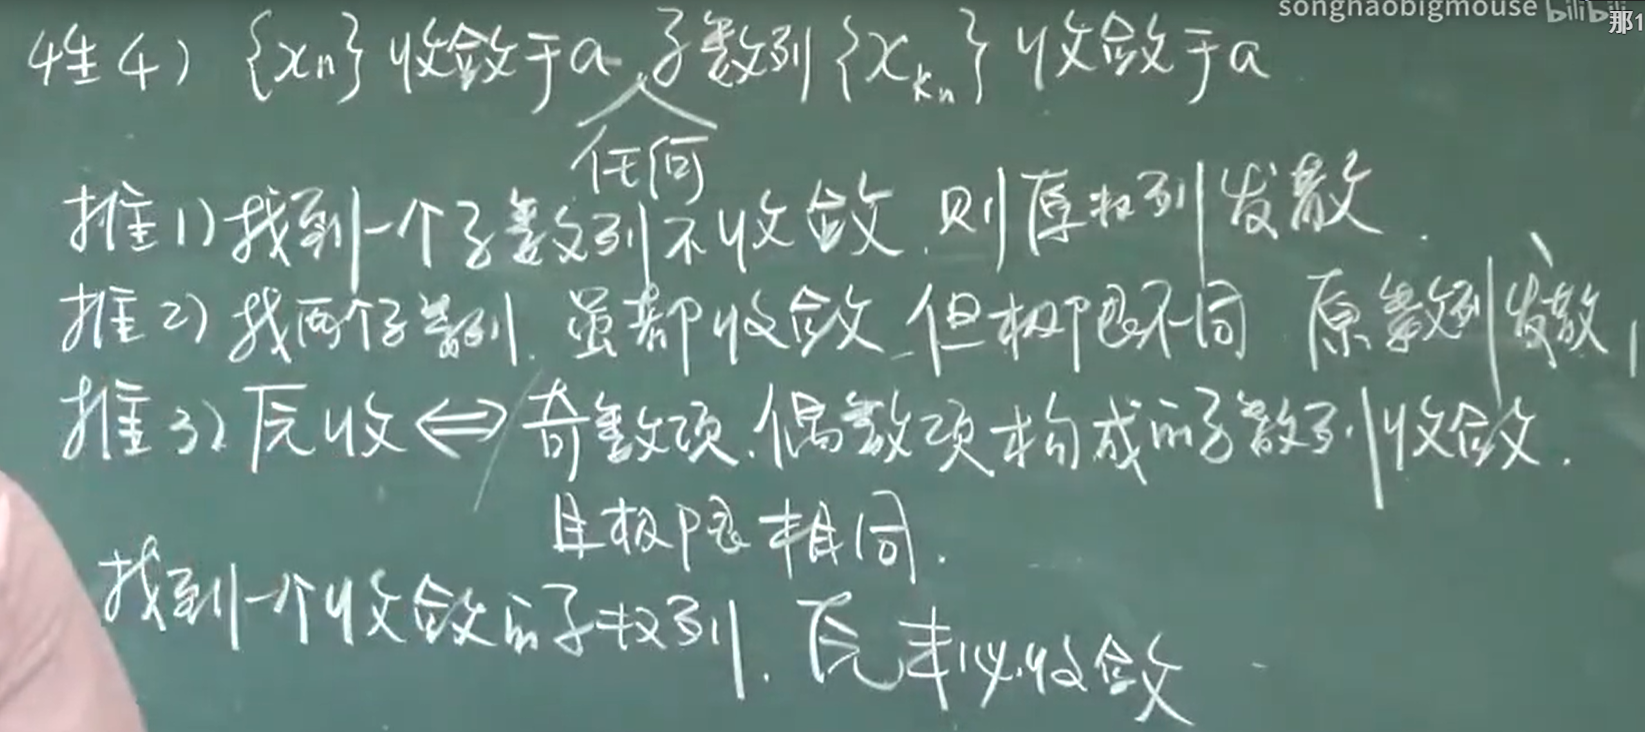 songhaobigmouse bilibili 那1
性4) {xn}收敛于a, 任何子数列{xkn}收敛于a
推1) 找到一个子数列不收敛, 则原数列发散.
推2) 找两个子数列, 虽都收敛, 但极限不同 原数列发散,
推3) 原收⟺奇数项, 偶数项构成的子数列收敛.
且极限相同.
找到一个收敛的子数列, 原未必收敛